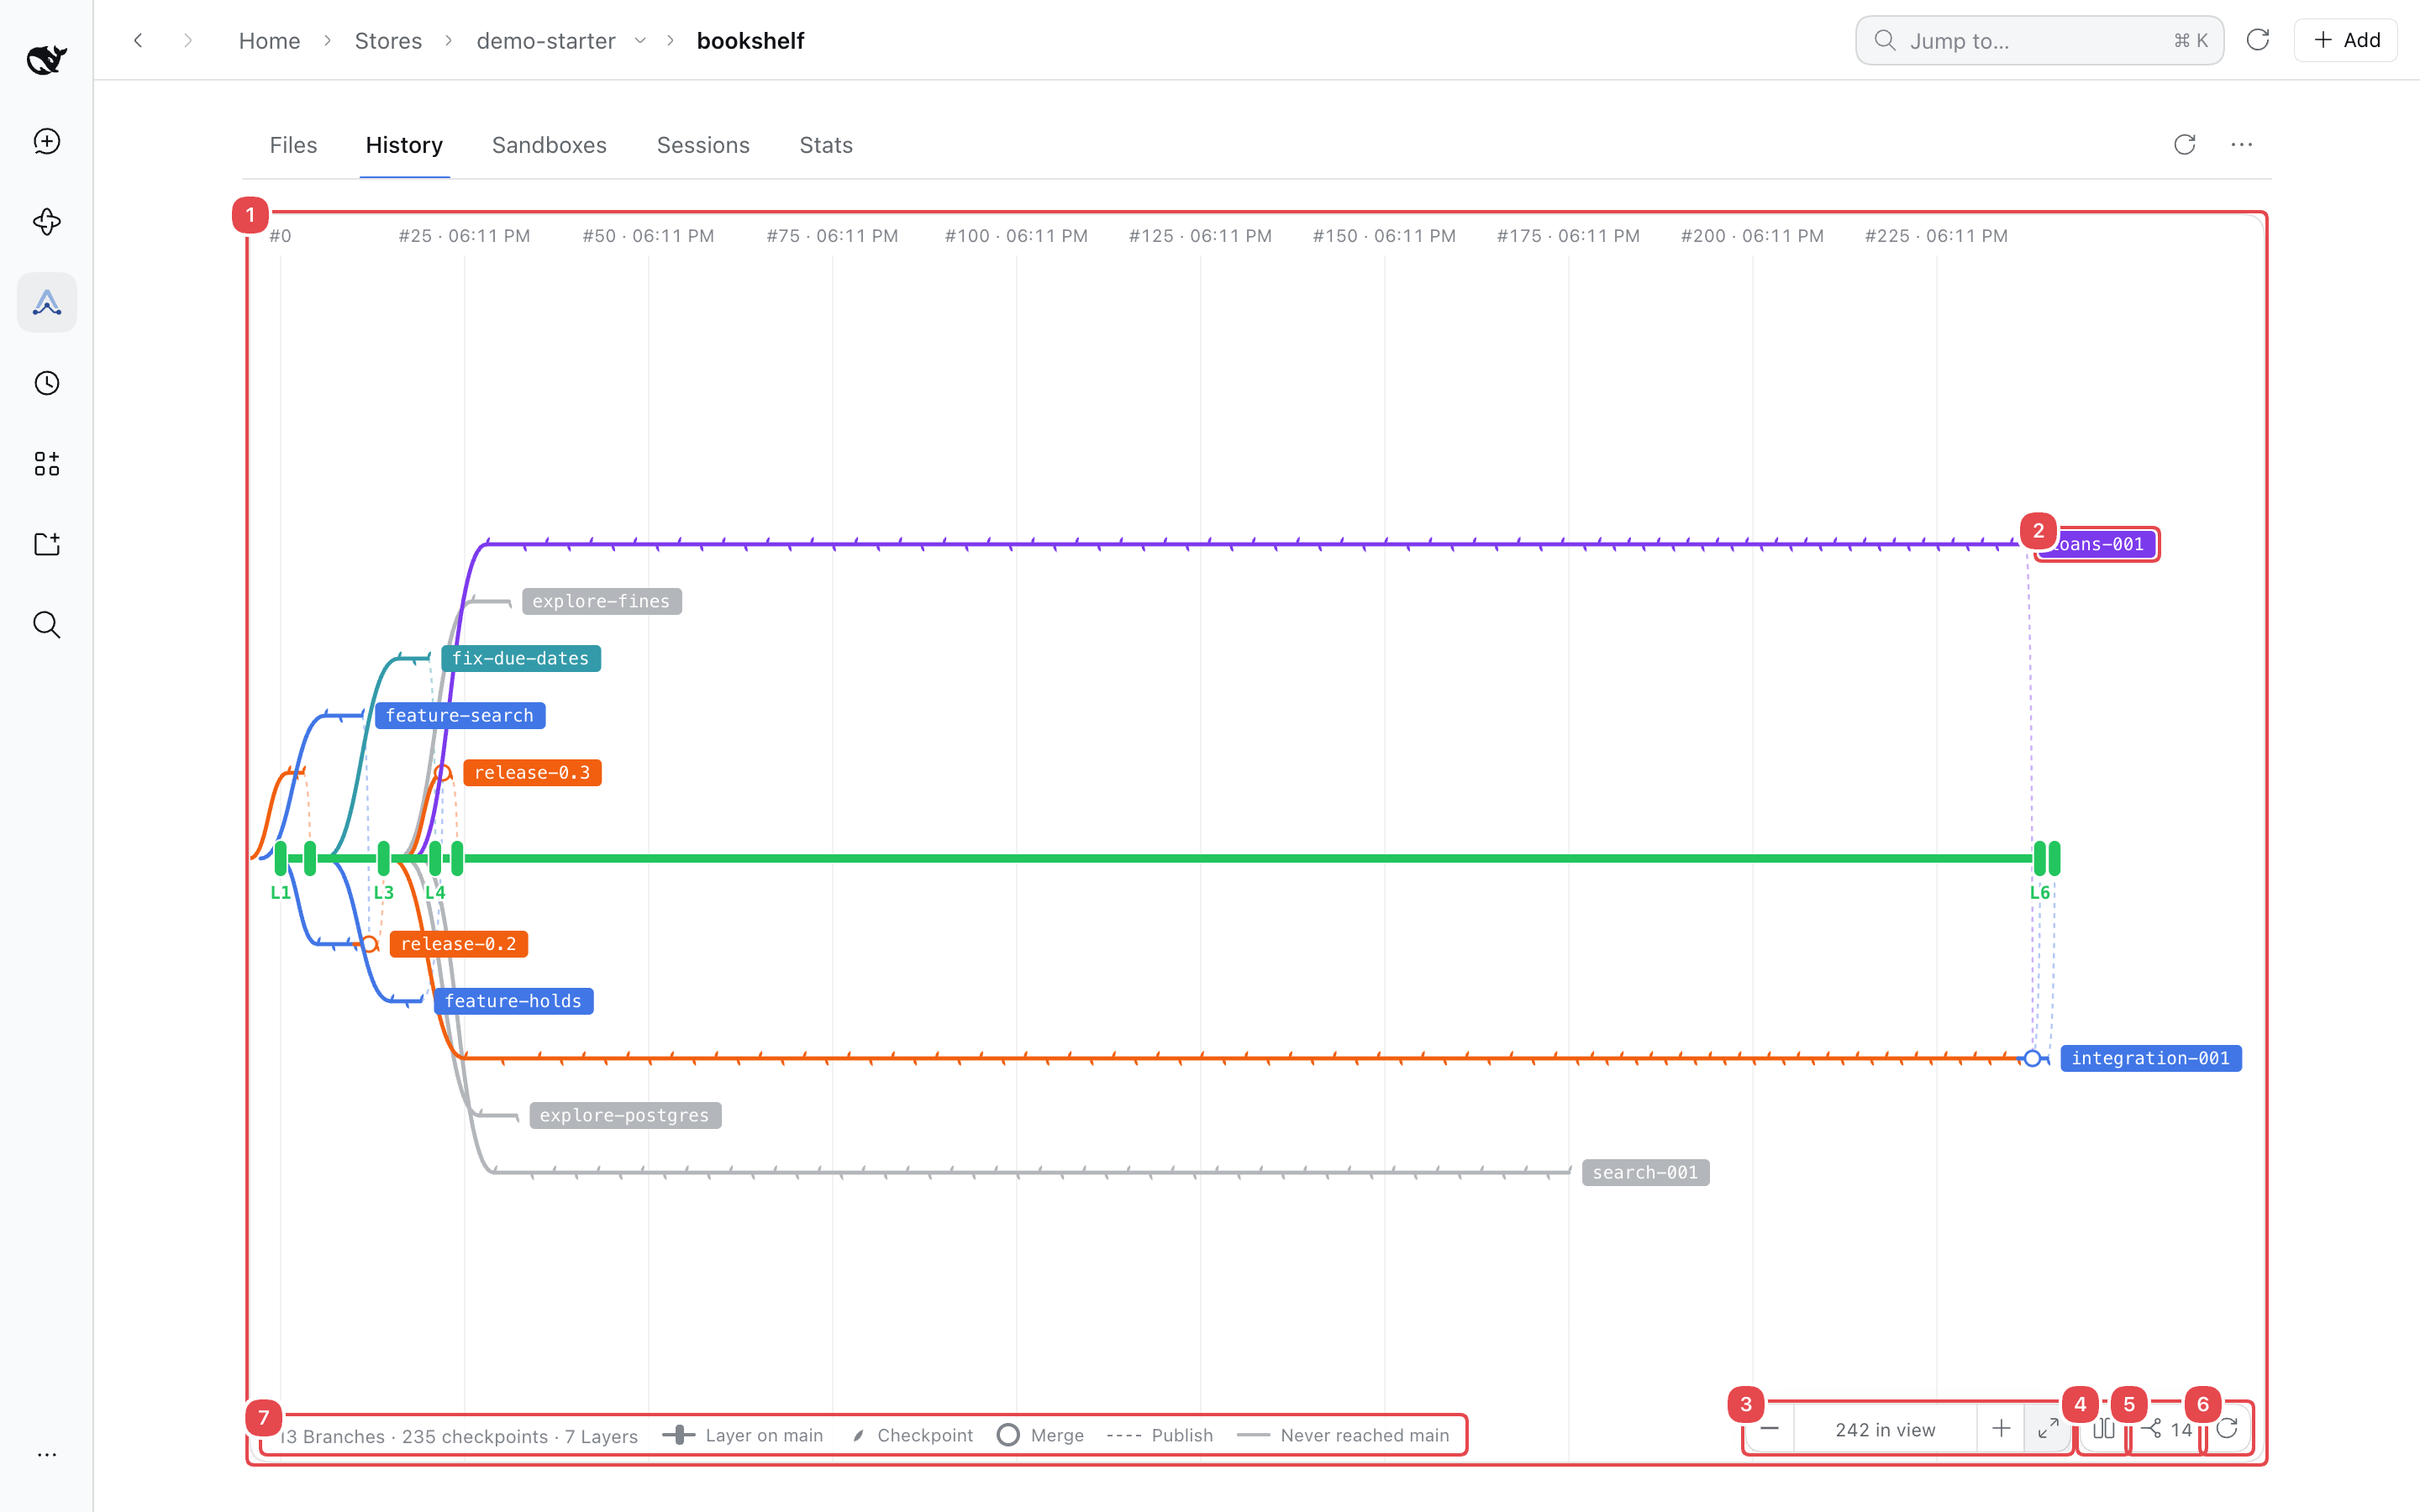 Home > Stores > demo-starter > bookshelf
Jump to... ⌘ K
+ Add
Files History Sandboxes Sessions Stats
1
#0 #25 · 06:11 PM #50 · 06:11 PM #75 · 06:11 PM #100 · 06:11 PM #125 · 06:11 PM #150 · 06:11 PM #175 · 06:11 PM #200 · 06:11 PM #225 · 06:11 PM
2
loans-001
explore-fines
fix-due-dates
feature-search
release-0.3
L1 L3 L4 L6
release-0.2
feature-holds
integration-001
explore-postgres
search-001
7
13 Branches · 235 checkpoints · 7 Layers Layer on main Checkpoint Merge Publish Never reached main
3 4 5 6
242 in view
14